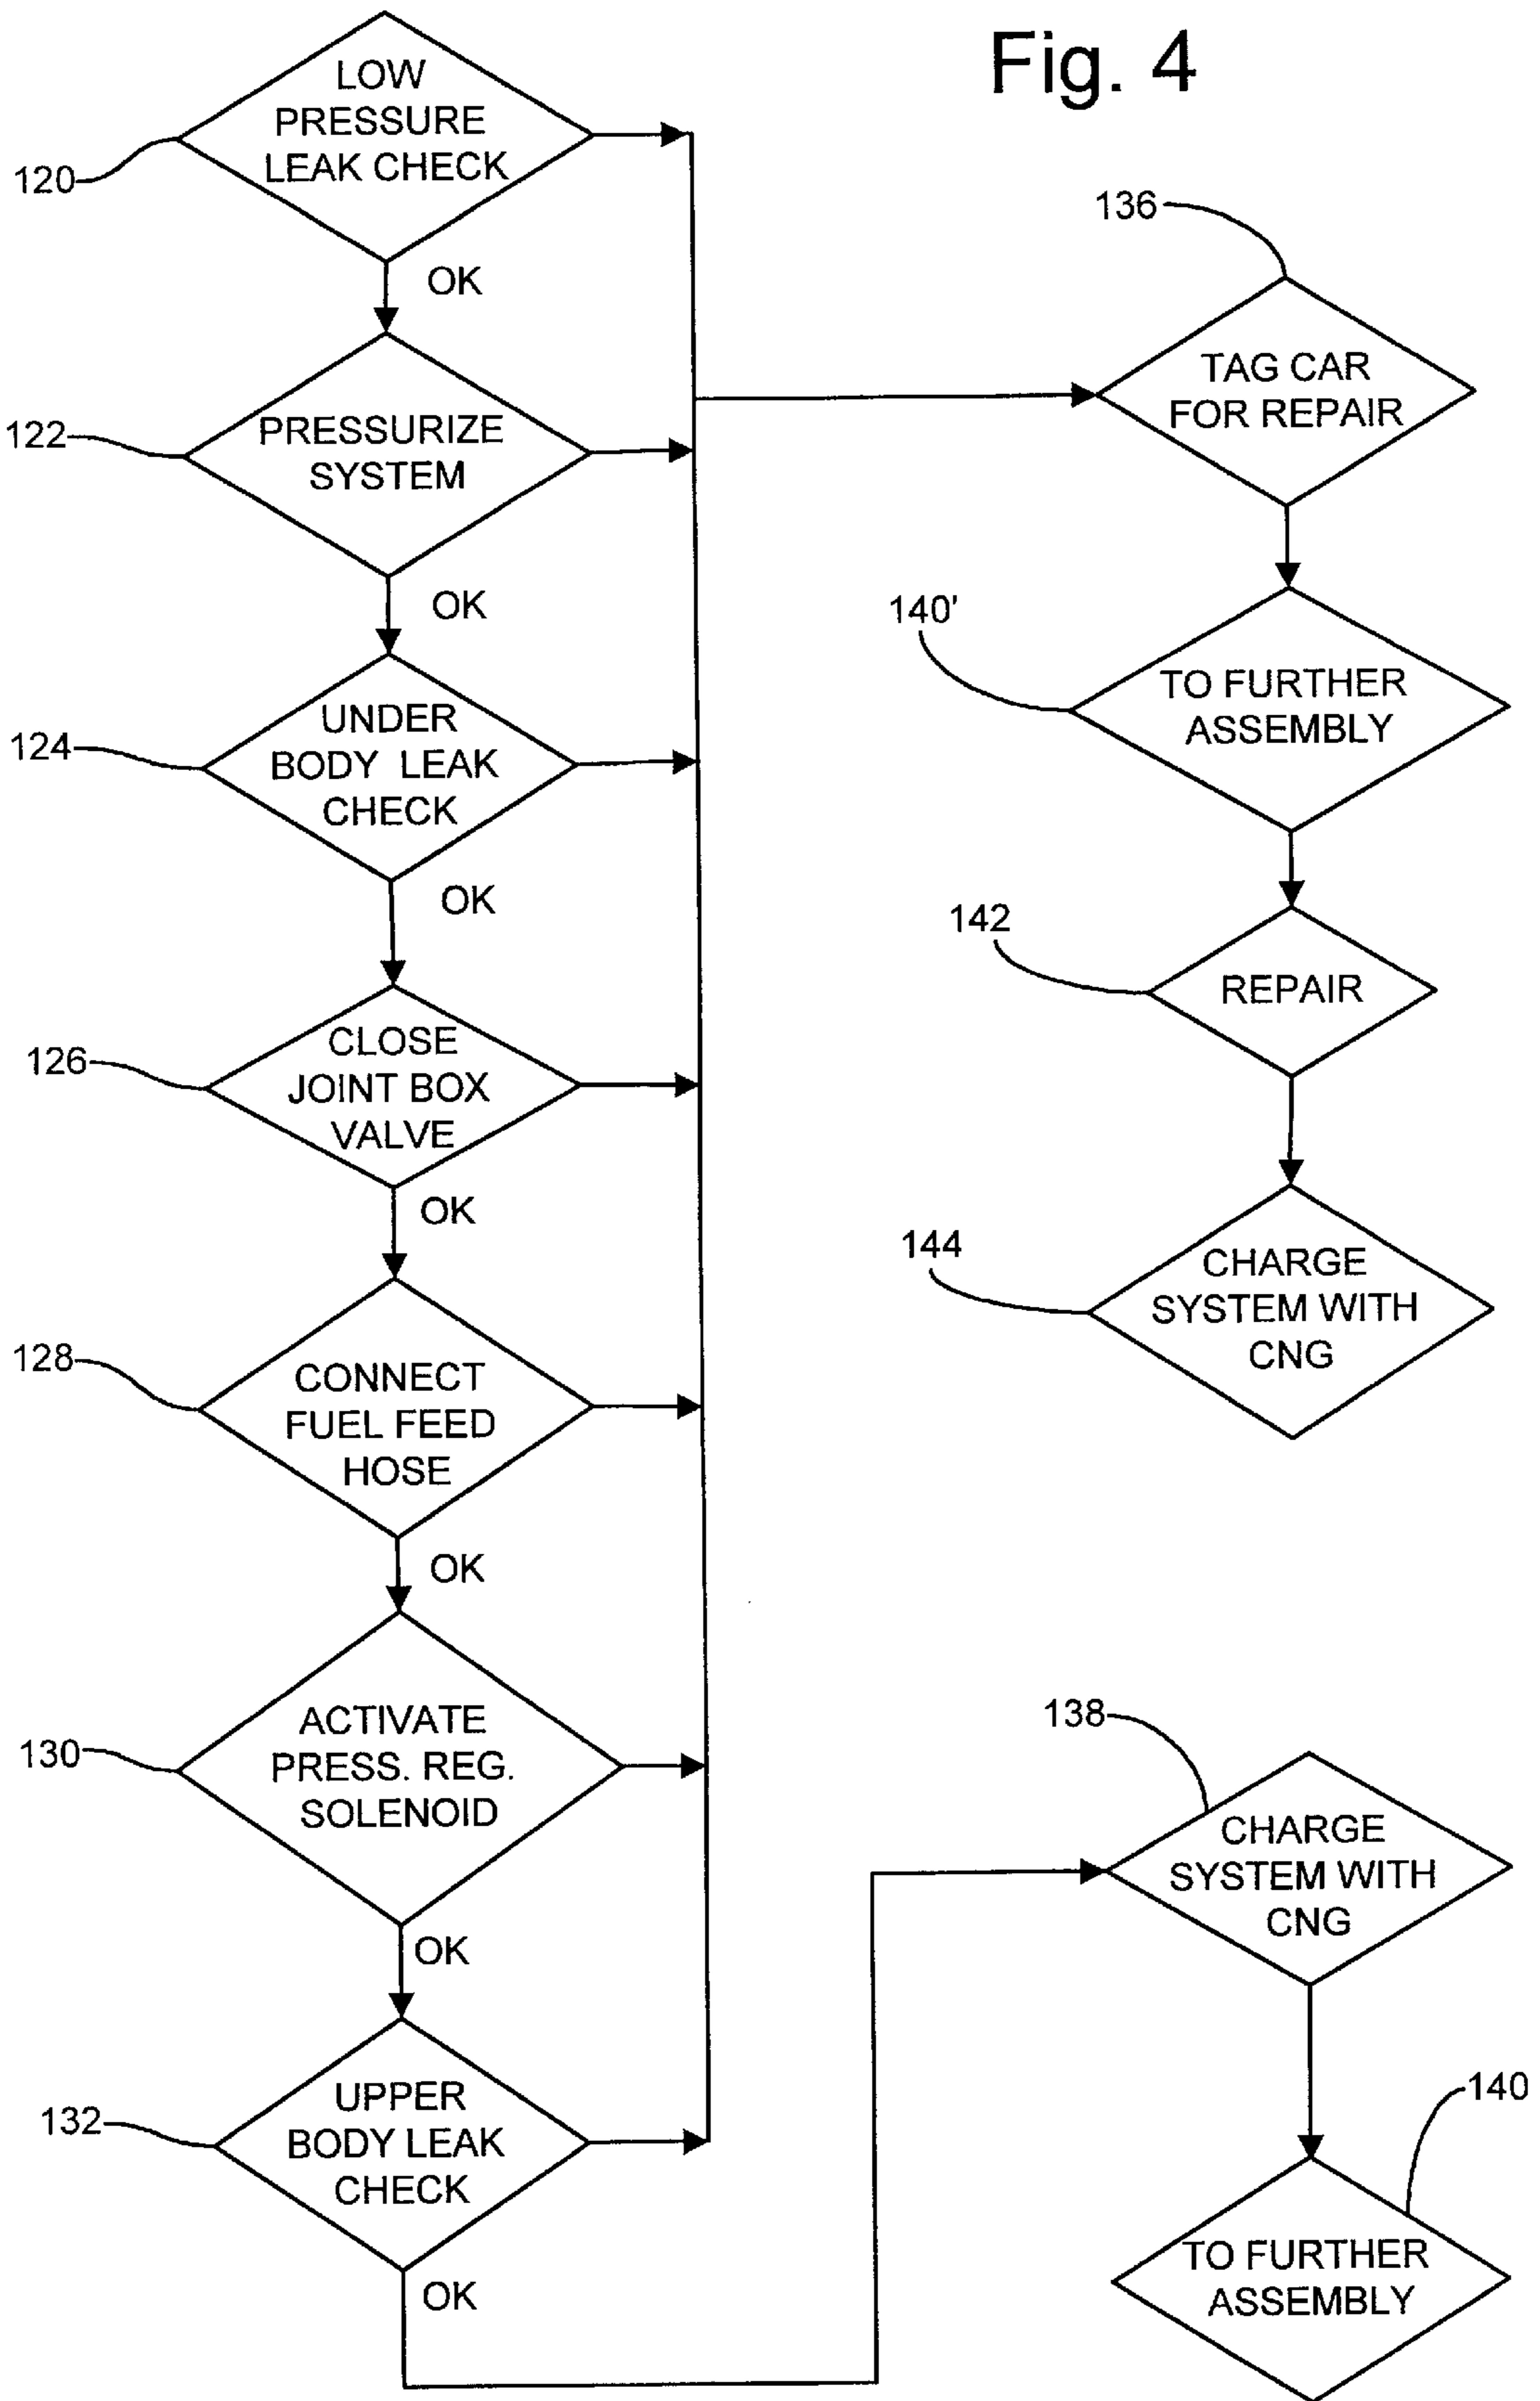 Fig. 4
LOW
PRESSURE
LEAK CHECK
120
OK
PRESSURIZE
SYSTEM
122
OK
UNDER
BODY LEAK
CHECK
124
OK
CLOSE
JOINT BOX
VALVE
126
OK
CONNECT
FUEL FEED
HOSE
128
OK
ACTIVATE
PRESS. REG.
SOLENOID
130
OK
UPPER
BODY LEAK
CHECK
132
OK
136
TAG CAR
FOR REPAIR
140'
TO FURTHER
ASSEMBLY
142
REPAIR
144
CHARGE
SYSTEM WITH
CNG
138
CHARGE
SYSTEM WITH
CNG
140
TO FURTHER
ASSEMBLY